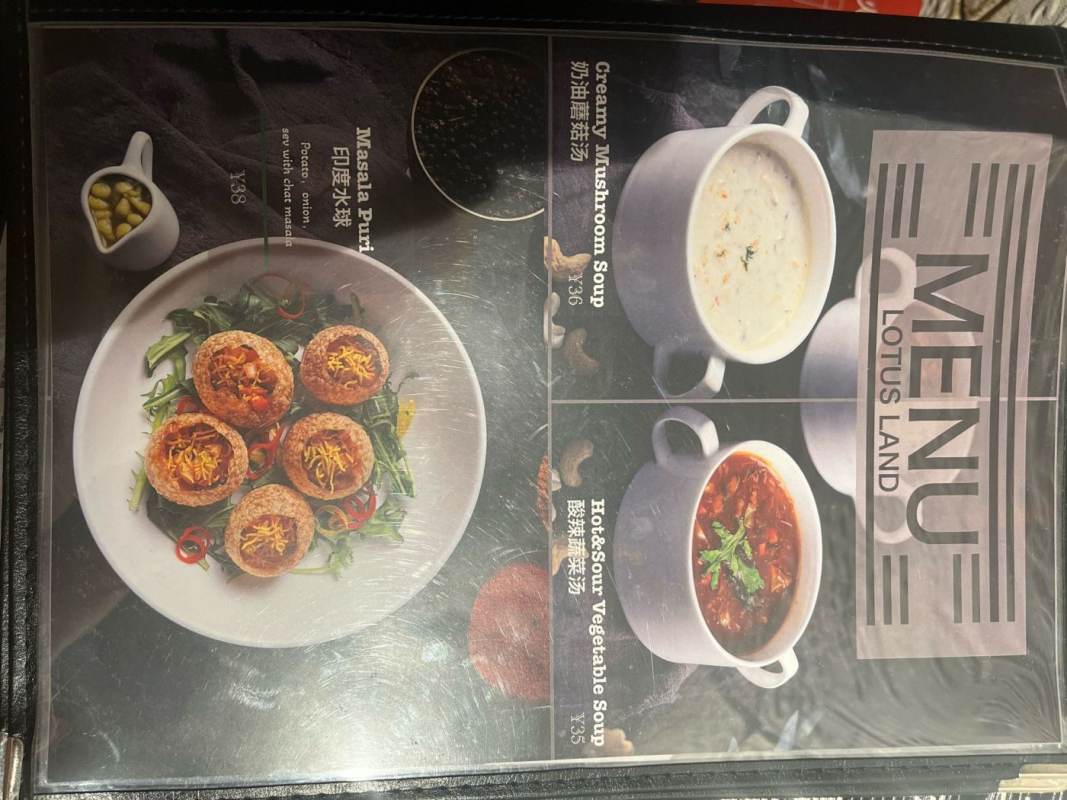 MENU
LOTUS LAND
Creamy Mushroom Soup
奶油蘑菇汤
¥36
Hot&Sour Vegetable Soup
酸辣蔬菜汤
¥35
Masala Puri
印度水球
Potato, onion,
sev with chat masala
¥38